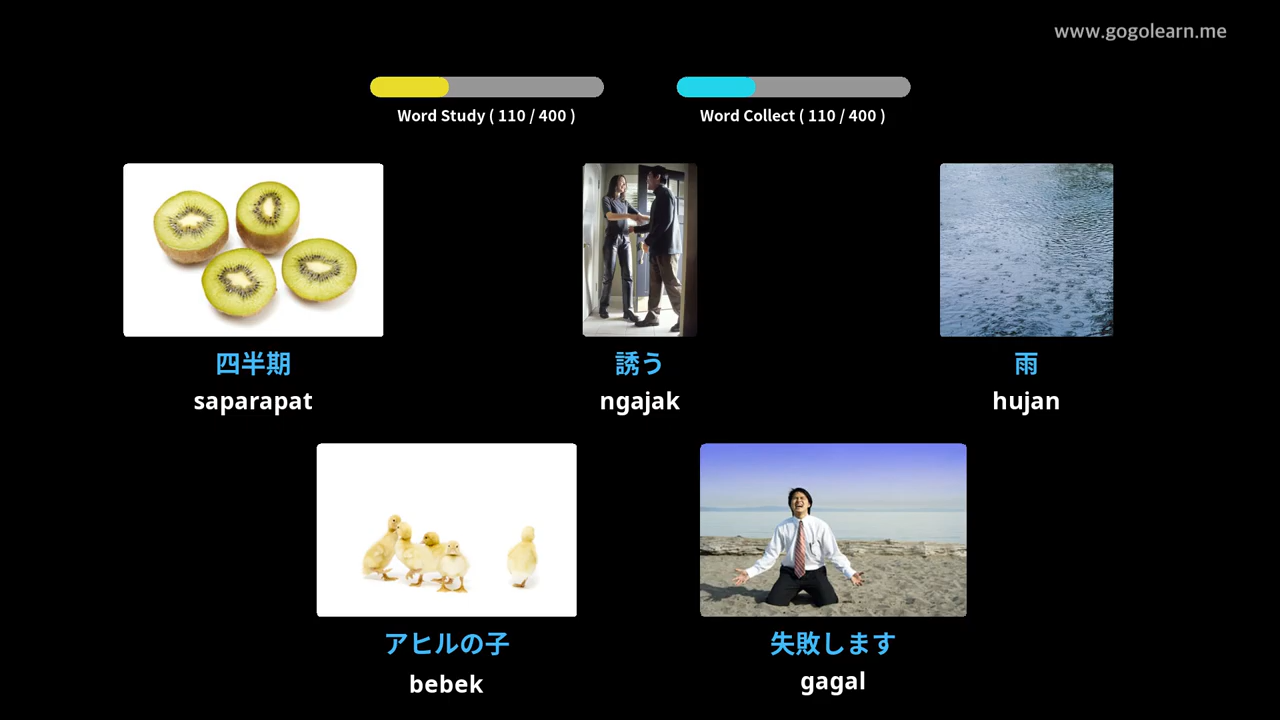 www.gogolearn.me
Word Study ( 110 / 400 )
Word Collect ( 110 / 400 )
四半期
saparapat
誘う
ngajak
雨
hujan
アヒルの子
bebek
失敗します
gagal